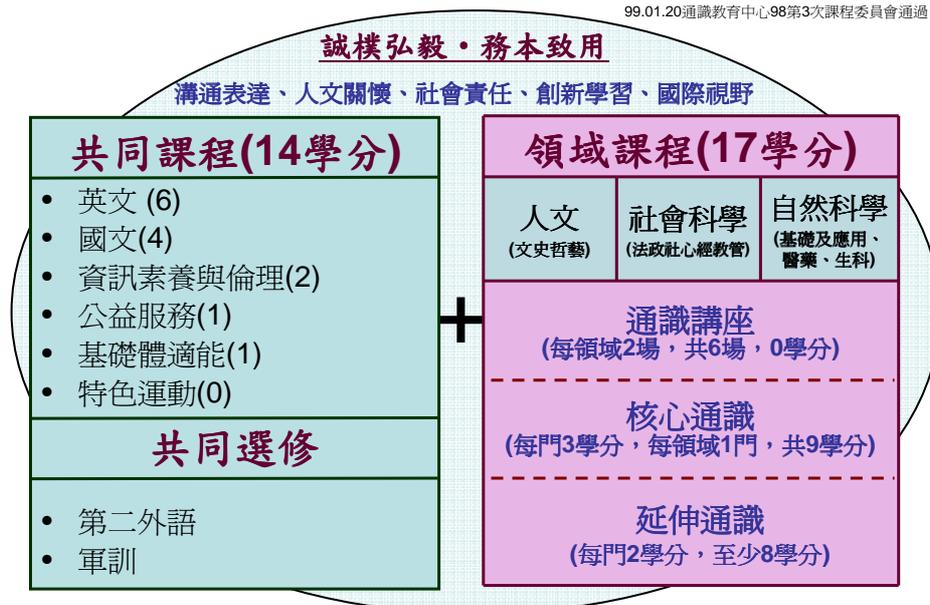 99.01.20通識教育中心98第3次課程委員會通過
誠樸弘毅・務本致用
溝通表達、人文關懷、社會責任、創新學習、國際視野
共同課程(14學分)
• 英文 (6)
• 國文(4)
• 資訊素養與倫理(2)
• 公益服務(1)
• 基礎體適能(1)
• 特色運動(0)
共同選修
• 第二外語
• 軍訓
+
領域課程(17學分)
人文
(文史哲藝)
社會科學
(法政社心經教管)
自然科學
(基礎及應用、
醫藥、生科)
通識講座
(每領域2場，共6場，0學分)
核心通識
(每門3學分，每領域1門，共9學分)
延伸通識
(每門2學分，至少8學分)